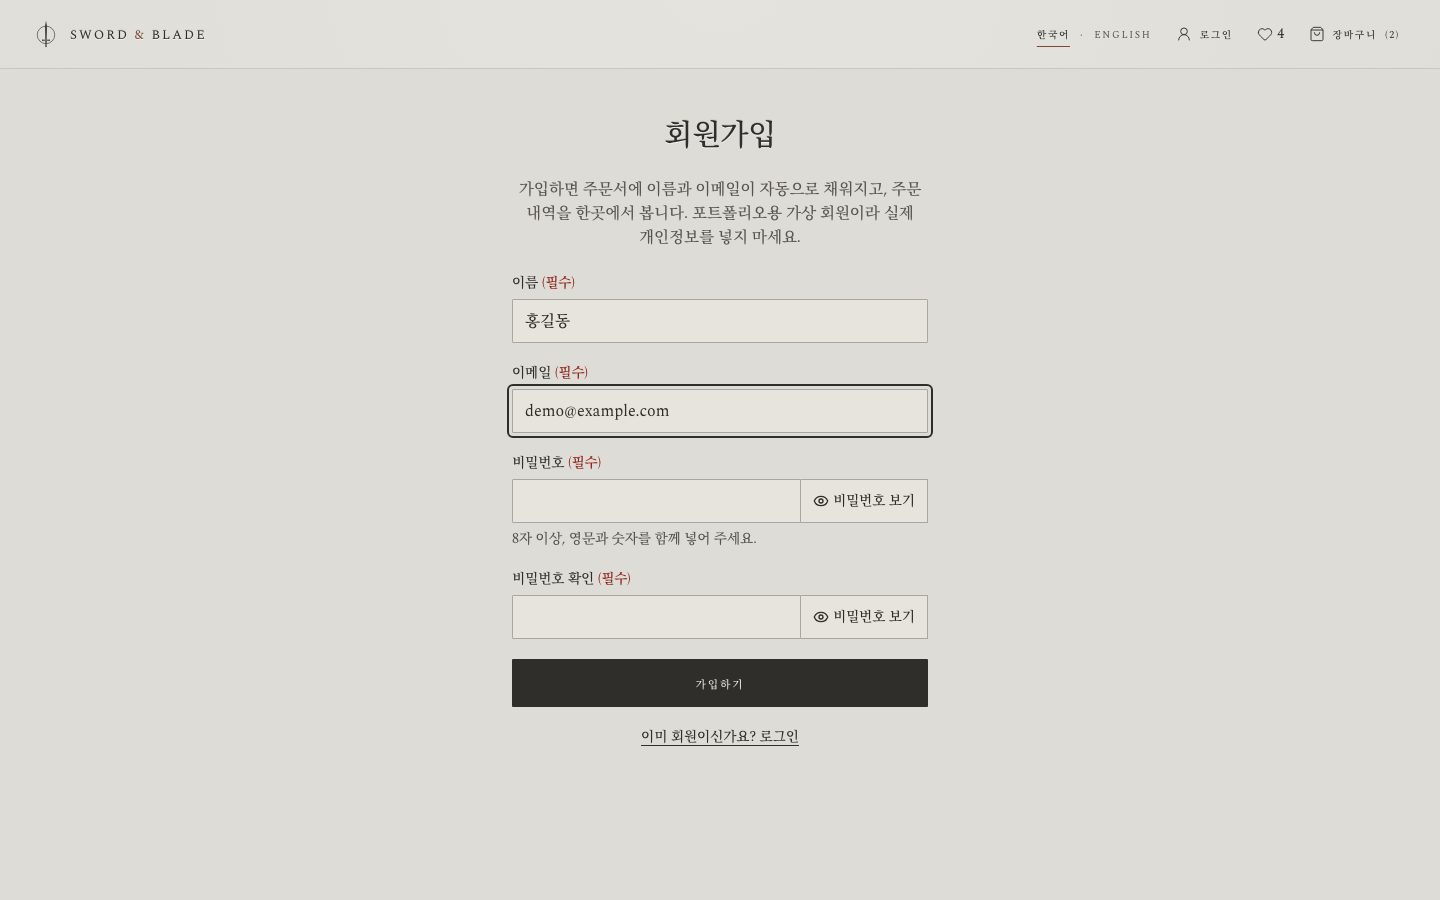 SWORD & BLADE
한국어 · ENGLISH 로그인 4 장바구니 (2)
회원가입
가입하면 주문서에 이름과 이메일이 자동으로 채워지고, 주문
내역을 한곳에서 봅니다. 포트폴리오용 가상 회원이라 실제
개인정보를 넣지 마세요.
이름 (필수)
홍길동
이메일 (필수)
demo@example.com
비밀번호 (필수)
비밀번호 보기
8자 이상, 영문과 숫자를 함께 넣어 주세요.
비밀번호 확인 (필수)
비밀번호 보기
가입하기
이미 회원이신가요? 로그인